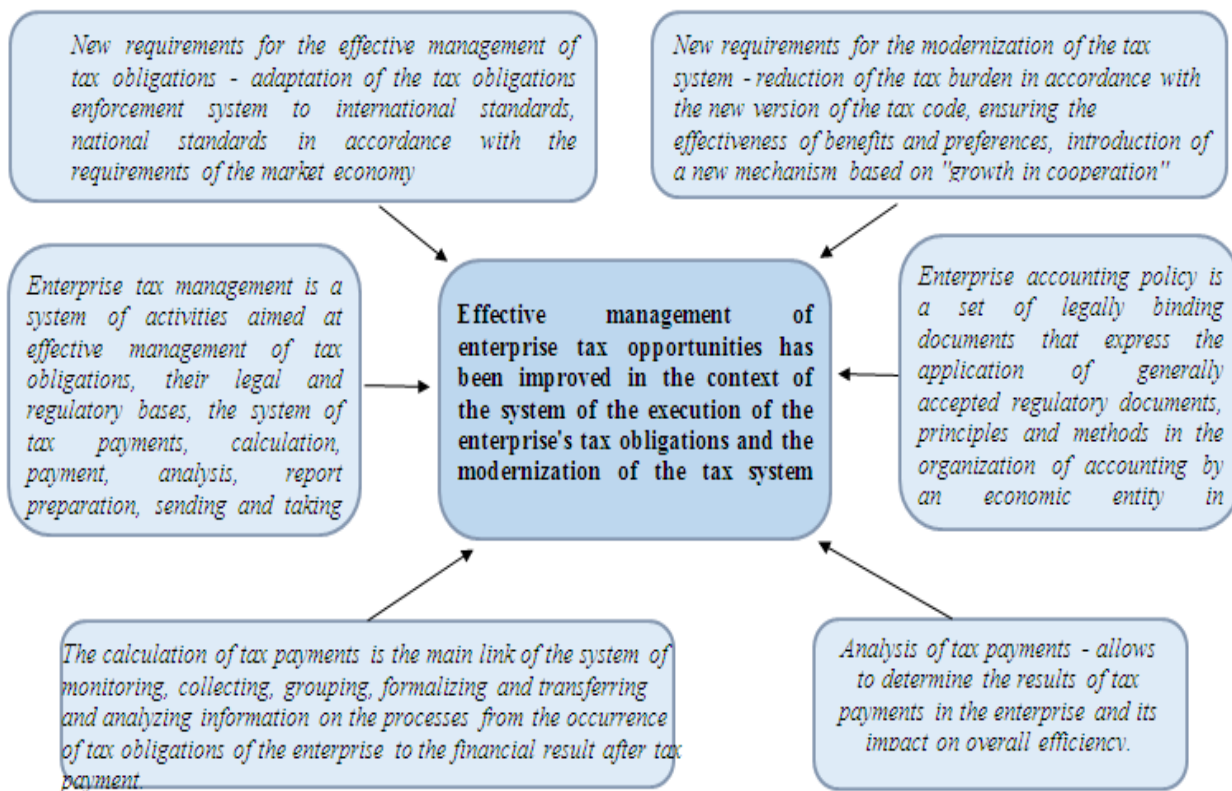 New requirements for the effective management of
tax obligations - adaptation of the tax obligations
enforcement system to international standards,
national standards in accordance with the
requirements of the market economy
New requirements for the modernization of the tax
system - reduction of the tax burden in accordance with
the new version of the tax code, ensuring the
effectiveness of benefits and preferences, introduction of
a new mechanism based on "growth in cooperation"
Enterprise tax management is a
system of activities aimed at
effective management of tax
obligations, their legal and
regulatory bases, the system of
tax payments, calculation,
payment, analysis, report
preparation, sending and taking
Effective management of
enterprise tax opportunities has
been improved in the context of
the system of the execution of the
enterprise's tax obligations and the
modernization of the tax system
Enterprise accounting policy is
a set of legally binding
documents that express the
application of generally
accepted regulatory documents,
principles and methods in the
organization of accounting by
an economic entity in
The calculation of tax payments is the main link of the system of
monitoring, collecting, grouping, formalizing and transferring
and analyzing information on the processes from the occurrence
of tax obligations of the enterprise to the financial result after tax
payment.
Analysis of tax payments - allows
to determine the results of tax
payments in the enterprise and its
impact on overall efficiency.